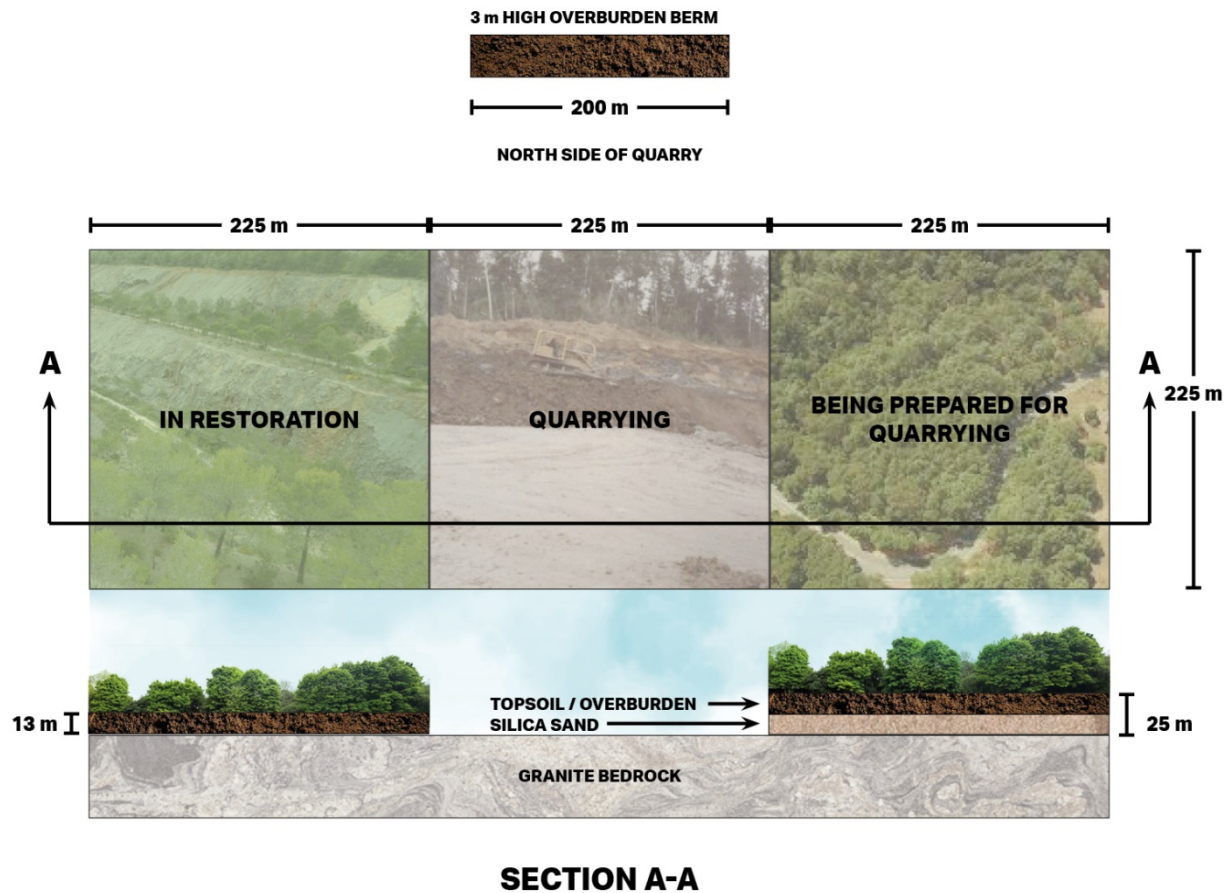 3 m HIGH OVERBURDEN BERM
200 m
NORTH SIDE OF QUARRY
225 m
225 m
225 m
A
A
225 m
IN RESTORATION
QUARRYING
BEING PREPARED FOR
QUARRYING
TOPSOIL / OVERBURDEN
SILICA SAND
13 m
25 m
GRANITE BEDROCK
SECTION A-A